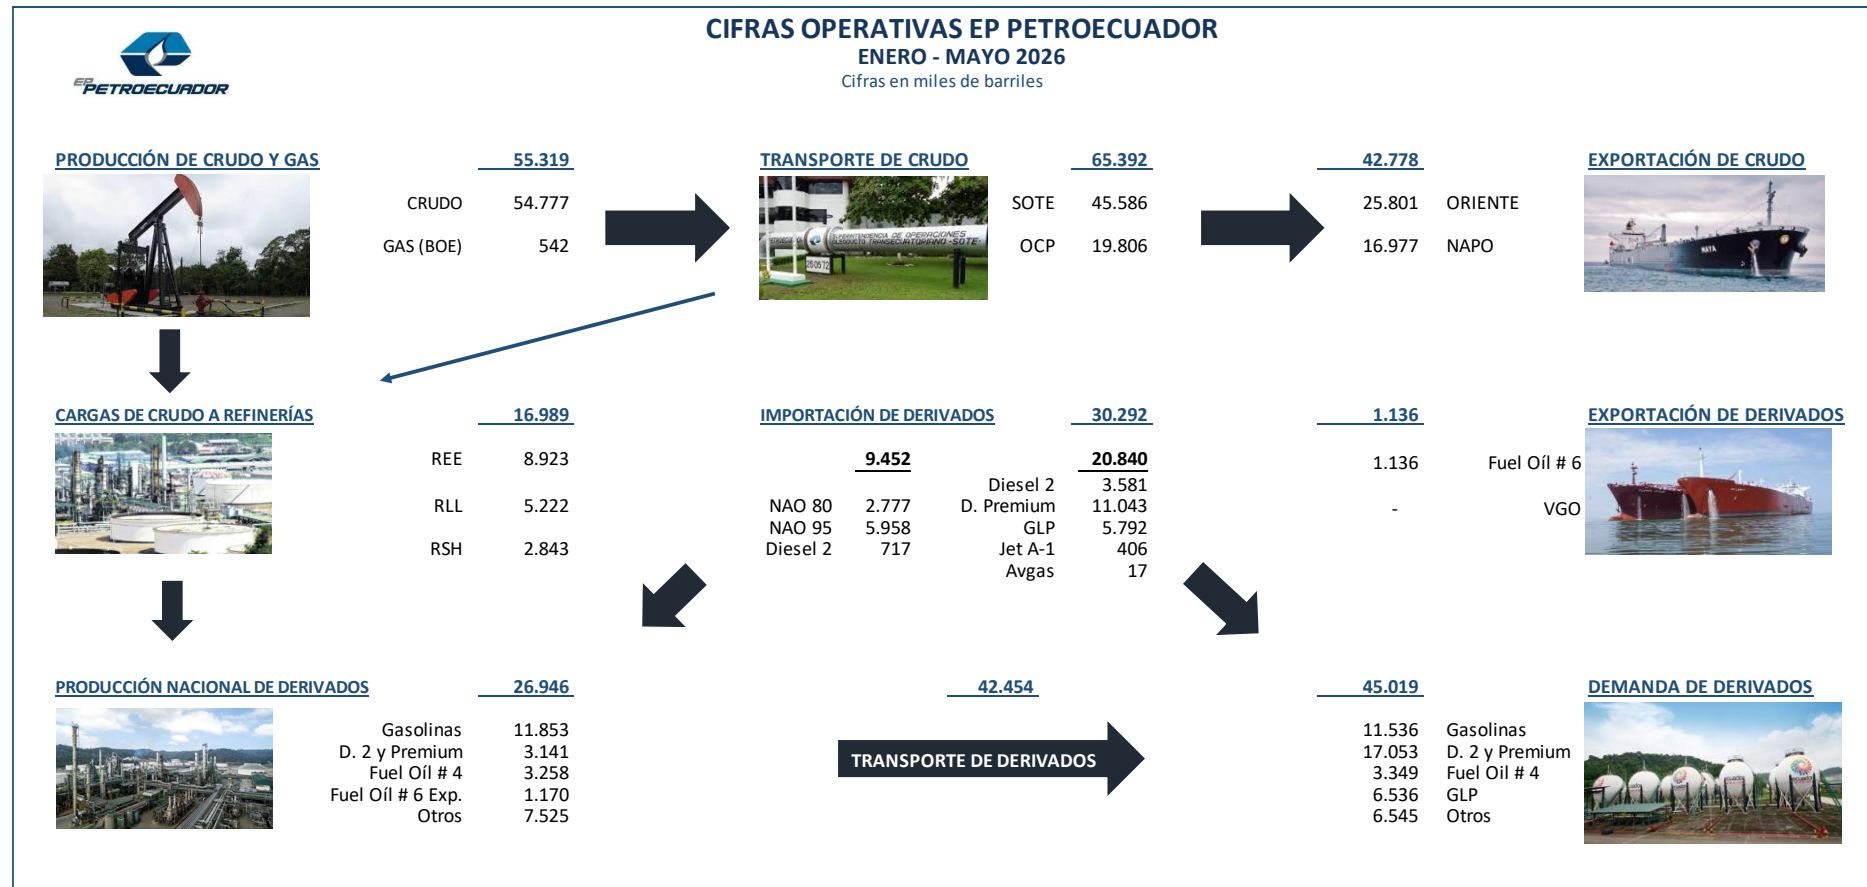 CIFRAS OPERATIVAS EP PETROECUADOR
ENERO - MAYO 2026
Cifras en miles de barriles
EP PETROECUADOR
PRODUCCIÓN DE CRUDO Y GAS 55.319
CRUDO 54.777
GAS (BOE) 542
TRANSPORTE DE CRUDO 65.392
SOTE 45.586
OCP 19.806
SUPERINTENDENCIA DE OPERACIONES
OLEODUCTO TRANSECUATORIANO -SOTE-
42.778 EXPORTACIÓN DE CRUDO
25.801 ORIENTE
16.977 NAPO
MAYA
CARGAS DE CRUDO A REFINERÍAS 16.989
REE 8.923
RLL 5.222
RSH 2.843
IMPORTACIÓN DE DERIVADOS 30.292
9.452 20.840
Diesel 2 3.581
NAO 80 2.777 D. Premium 11.043
NAO 95 5.958 GLP 5.792
Diesel 2 717 Jet A-1 406
Avgas 17
1.136 EXPORTACIÓN DE DERIVADOS
1.136 Fuel Oíl # 6
- VGO
PRODUCCIÓN NACIONAL DE DERIVADOS 26.946
Gasolinas 11.853
D. 2 y Premium 3.141
Fuel Oíl # 4 3.258
Fuel Oíl # 6 Exp. 1.170
Otros 7.525
42.454
TRANSPORTE DE DERIVADOS
45.019 DEMANDA DE DERIVADOS
11.536 Gasolinas
17.053 D. 2 y Premium
3.349 Fuel Oil # 4
6.536 GLP
6.545 Otros